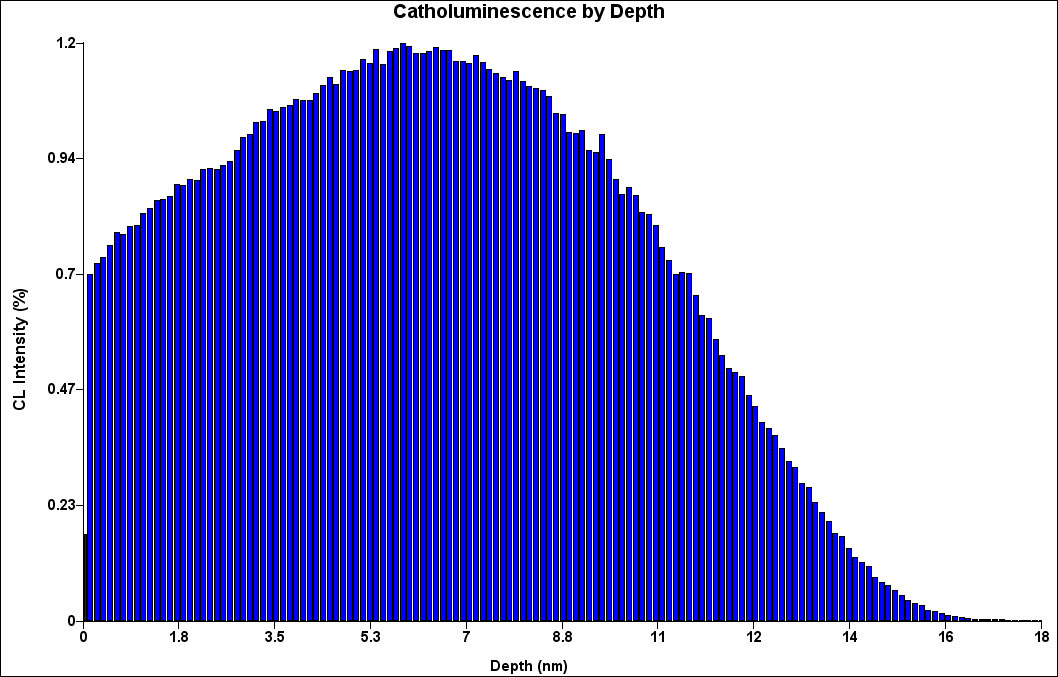 Catholuminescence by Depth
1.2
0.94
0.7
0.47
0.23
0
CL Intensity (%)
0 1.8 3.5 5.3 7 8.8 11 12 14 16 18
Depth (nm)